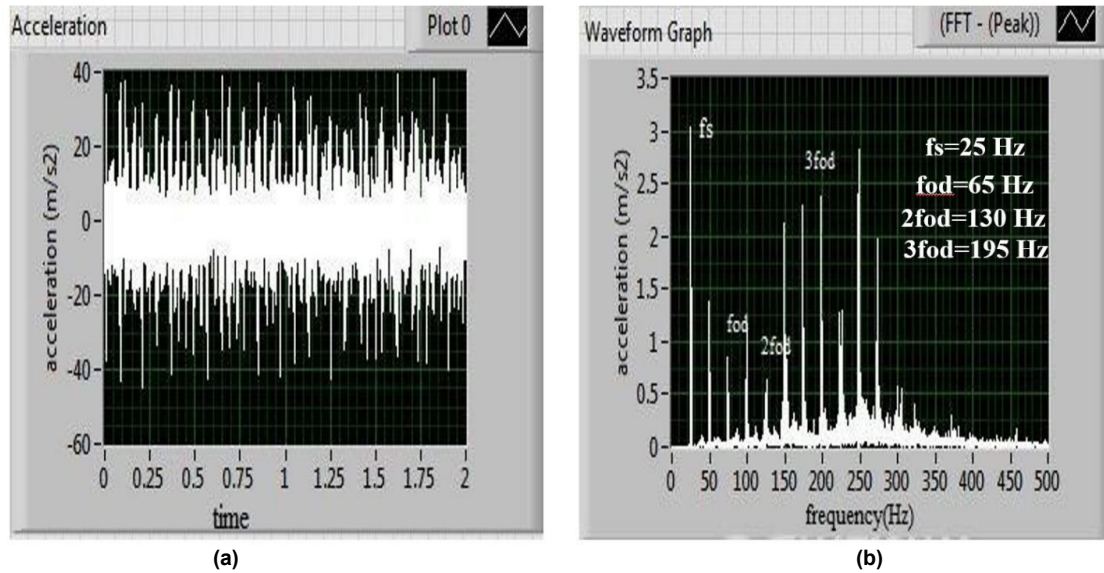 Acceleration
Plot 0
40
20
0
-20
-40
-60
acceleration (m/s2)
0 0.25 0.5 0.75 1 1.25 1.5 1.75 2
time
(a)
Waveform Graph
(FFT - (Peak))
3.5
3
2.5
2
1.5
1
0.5
0
acceleration (m/s2)
fs
3fod
fod
2fod
fs=25 Hz
fod=65 Hz
2fod=130 Hz
3fod=195 Hz
0 50 100 150 200 250 300 350 400 450 500
frequency(Hz)
(b)